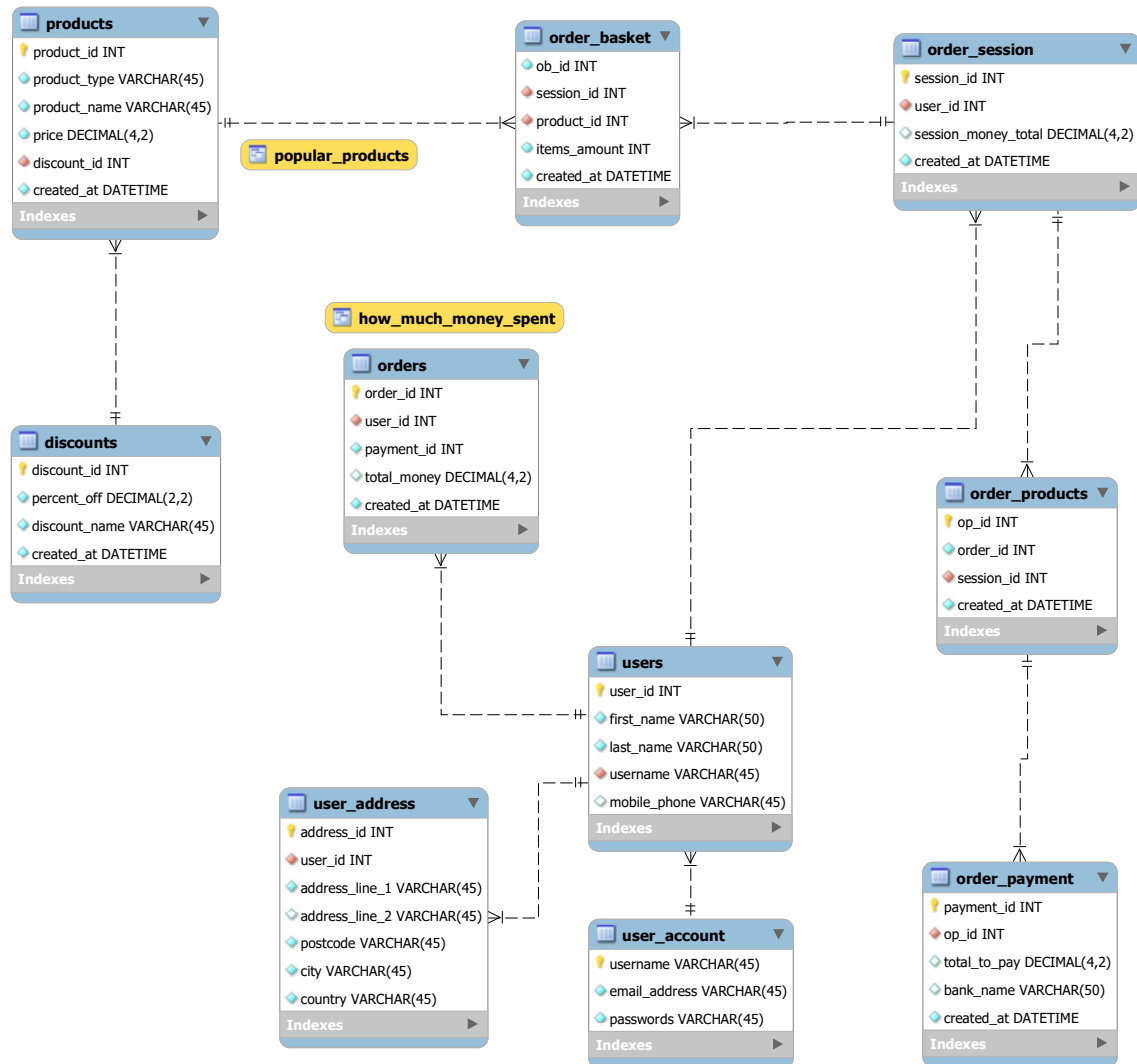 products
product_id INT
product_type VARCHAR(45)
product_name VARCHAR(45)
price DECIMAL(4,2)
discount_id INT
created_at DATETIME
Indexes
popular_products
order_basket
ob_id INT
session_id INT
product_id INT
items_amount INT
created_at DATETIME
Indexes
order_session
session_id INT
user_id INT
session_money_total DECIMAL(4,2)
created_at DATETIME
Indexes
how_much_money_spent
orders
order_id INT
user_id INT
payment_id INT
total_money DECIMAL(4,2)
created_at DATETIME
Indexes
discounts
discount_id INT
percent_off DECIMAL(2,2)
discount_name VARCHAR(45)
created_at DATETIME
Indexes
order_products
op_id INT
order_id INT
session_id INT
created_at DATETIME
Indexes
users
user_id INT
first_name VARCHAR(50)
last_name VARCHAR(50)
username VARCHAR(45)
mobile_phone VARCHAR(45)
Indexes
user_address
address_id INT
user_id INT
address_line_1 VARCHAR(45)
address_line_2 VARCHAR(45)
postcode VARCHAR(45)
city VARCHAR(45)
country VARCHAR(45)
Indexes
user_account
username VARCHAR(45)
email_address VARCHAR(45)
passwords VARCHAR(45)
Indexes
order_payment
payment_id INT
op_id INT
total_to_pay DECIMAL(4,2)
bank_name VARCHAR(50)
created_at DATETIME
Indexes